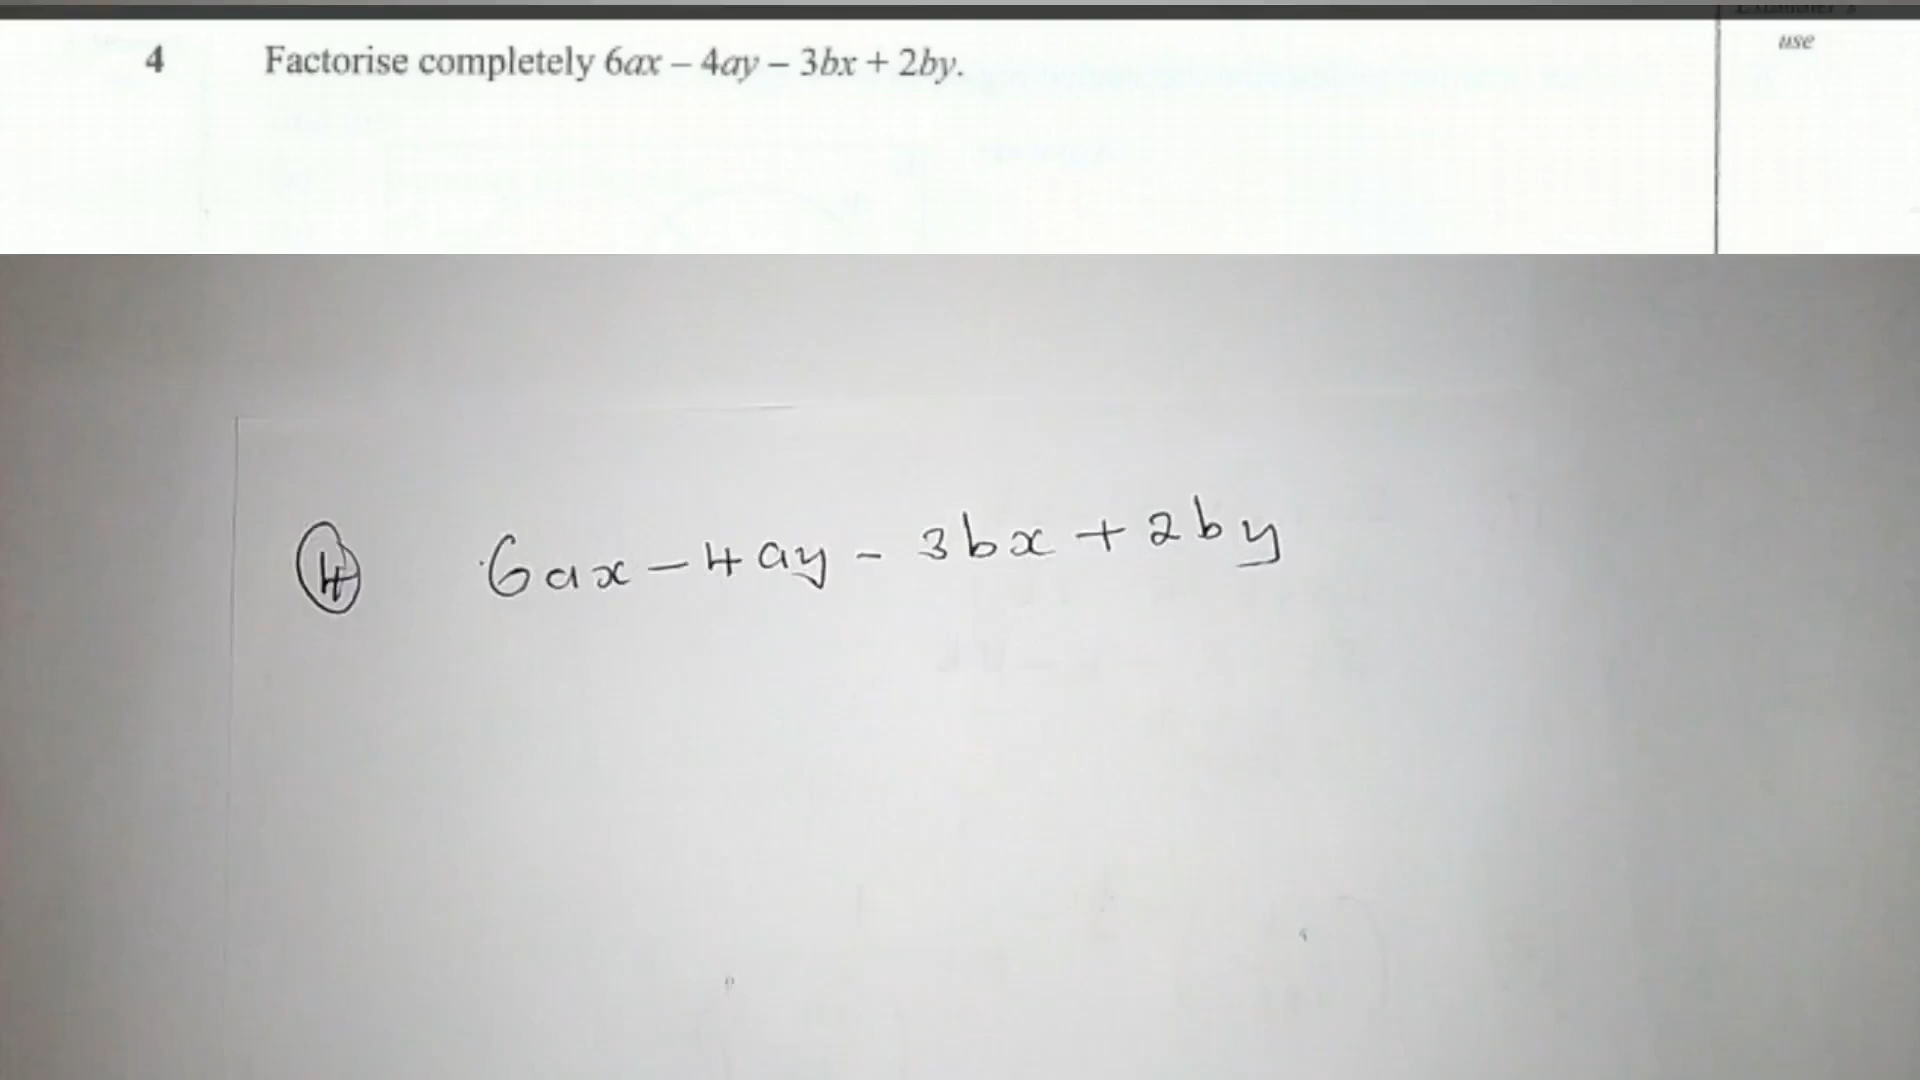 4 Factorise completely 6ax – 4ay – 3bx + 2by.
use
4 6ax – 4ay – 3bx + 2by